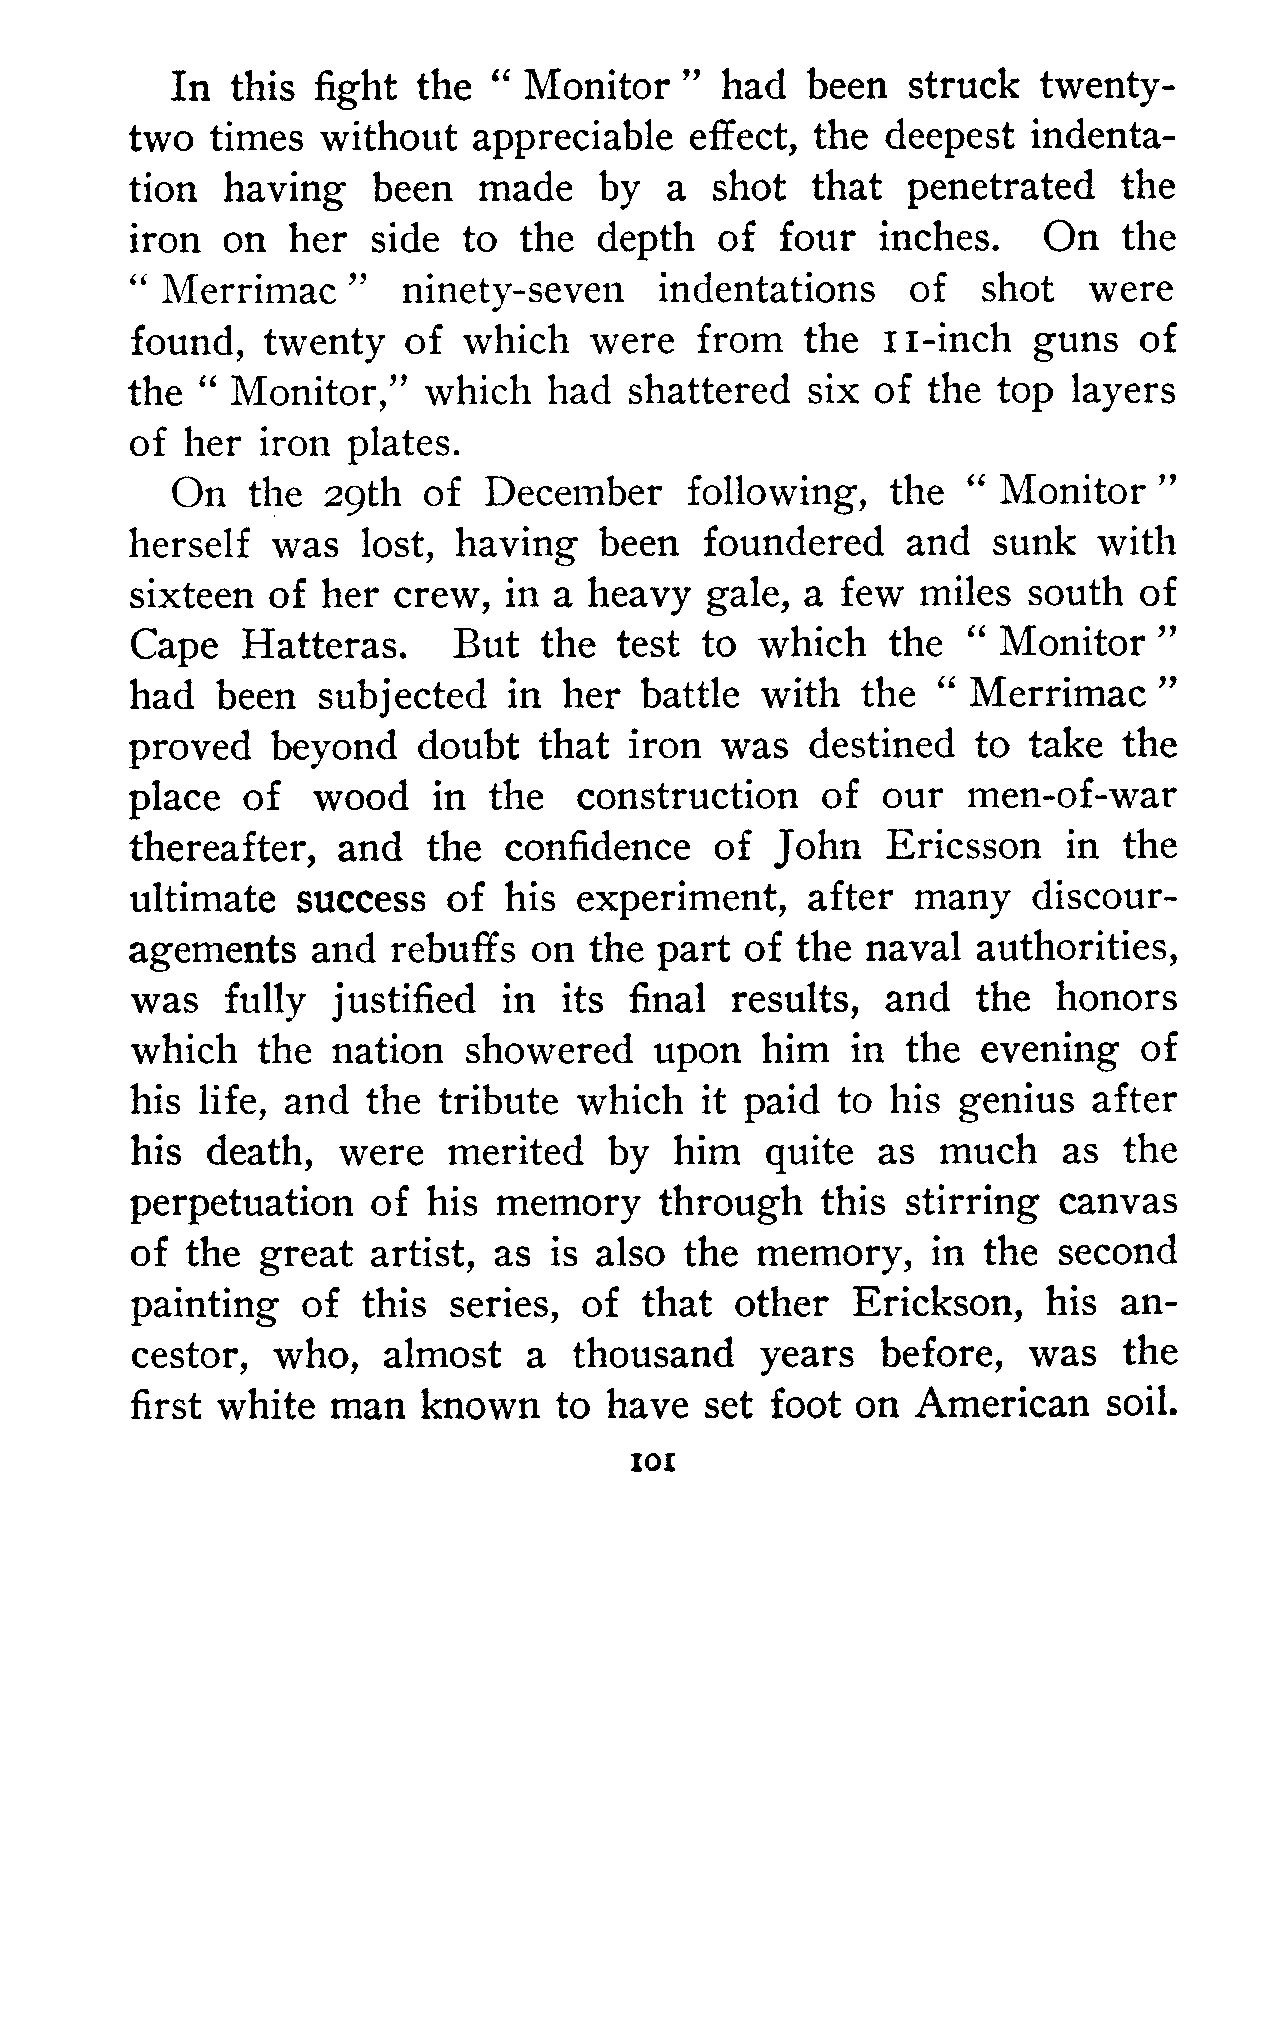 In this fight the “ Monitor ” had been struck twenty-
two times without appreciable effect, the deepest indenta-
tion having been made by a shot that penetrated the
iron on her side to the depth of four inches. On the
“ Merrimac ” ninety-seven indentations of shot were
found, twenty of which were from the 11-inch guns of
the “ Monitor,” which had shattered six of the top layers
of her iron plates.
On the 29th of December following, the “ Monitor ”
herself was lost, having been foundered and sunk with
sixteen of her crew, in a heavy gale, a few miles south of
Cape Hatteras. But the test to which the “ Monitor ”
had been subjected in her battle with the “ Merrimac ”
proved beyond doubt that iron was destined to take the
place of wood in the construction of our men-of-war
thereafter, and the confidence of John Ericsson in the
ultimate success of his experiment, after many discour-
agements and rebuffs on the part of the naval authorities,
was fully justified in its final results, and the honors
which the nation showered upon him in the evening of
his life, and the tribute which it paid to his genius after
his death, were merited by him quite as much as the
perpetuation of his memory through this stirring canvas
of the great artist, as is also the memory, in the second
painting of this series, of that other Erickson, his an-
cestor, who, almost a thousand years before, was the
first white man known to have set foot on American soil.
101